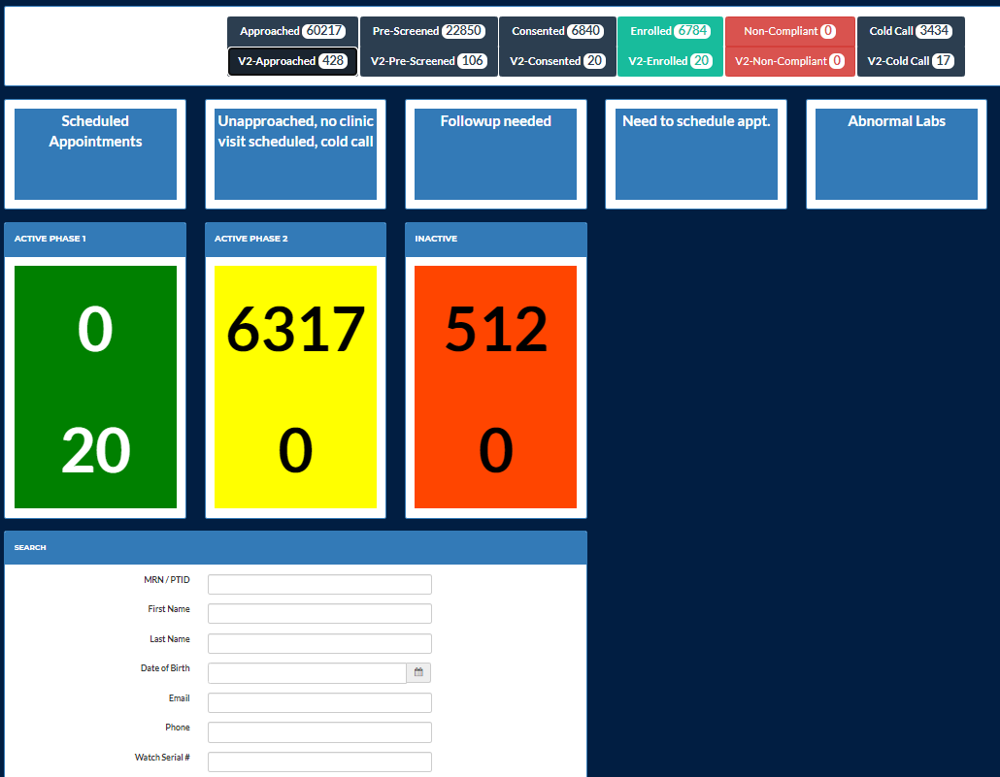 Approached 60217 Pre-Screened 22850 Consented 6840 Enrolled 6784 Non-Compliant 0 Cold Call 3434
V2-Approached 428 V2-Pre-Screened 106 V2-Consented 20 V2-Enrolled 20 V2-Non-Compliant 0 V2-Cold Call 17
Scheduled
Appointments
Unapproached, no clinic
visit scheduled, cold call
Followup needed
Need to schedule appt.
Abnormal Labs
ACTIVE PHASE 1
0
20
ACTIVE PHASE 2
6317
0
INACTIVE
512
0
SEARCH
MRN / PTID
First Name
Last Name
Date of Birth
Email
Phone
Watch Serial #